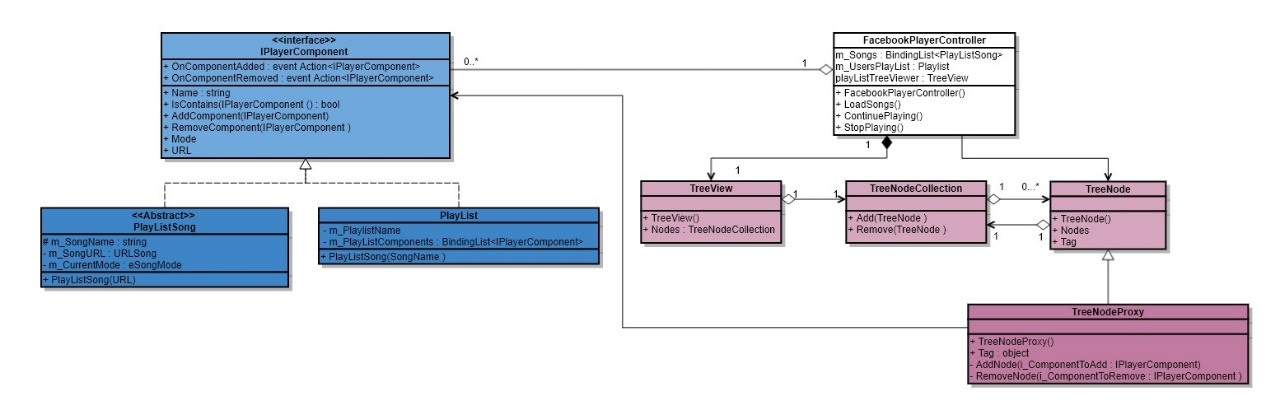 <<interface>>
IPlayerComponent
+ OnComponentAdded : event Action<IPlayerComponent>
+ OnComponentRemoved : event Action<IPlayerComponent>
+ Name : string
+ IsContains(IPlayerComponent () : bool
+ AddComponent(IPlayerComponent)
+ RemoveComponent(IPlayerComponent )
+ Mode
+ URL
0..*
1
FacebookPlayerController
m_Songs : BindingList<PlayListSong>
m_UsersPlayList : Playlist
playListTreeViewer : TreeView
+ FacebookPlayerController()
+ LoadSongs()
+ ContinuePlaying()
+ StopPlaying()
1
1
TreeView
+ TreeView()
+ Nodes : TreeNodeCollection
1
1
TreeNodeCollection
+ Add(TreeNode )
+ Remove(TreeNode )
1
0...*
1
1
TreeNode
+ TreeNode()
+ Nodes
+ Tag
<<Abstract>>
PlayListSong
# m_SongName : string
- m_SongURL : URLSong
- m_CurrentMode : eSongMode
+ PlayListSong(URL)
PlayList
- m_PlaylistName
- m_PlayListComponents : BindingList<IPlayerComponent>
+ PlayListSong(SongName )
TreeNodeProxy
+ TreeNodeProxy()
+ Tag : object
- AddNode(i_ComponentToAdd : IPlayerComponent)
- RemoveNode(i_ComponentToRemove : IPlayerComponent )